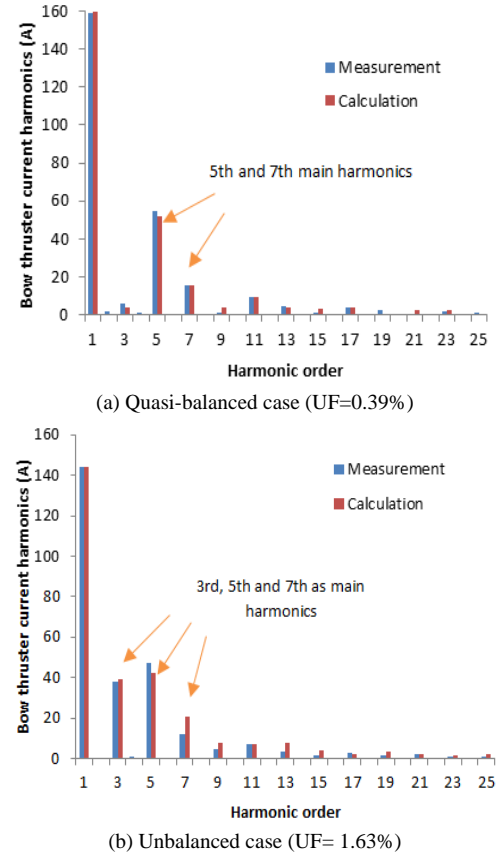 Bow thruster current harmonics (A)
160
140
120
100
80
60
40
20
0
Measurement
Calculation
5th and 7th main harmonics
1 3 5 7 9 11 13 15 17 19 21 23 25
Harmonic order
(a) Quasi-balanced case (UF=0.39%)
Bow thruster current harmonics (A)
160
140
120
100
80
60
40
20
0
Measurement
Calculation
3rd, 5th and 7th as main
harmonics
1 3 5 7 9 11 13 15 17 19 21 23 25
Harmonic order
(b) Unbalanced case (UF= 1.63%)